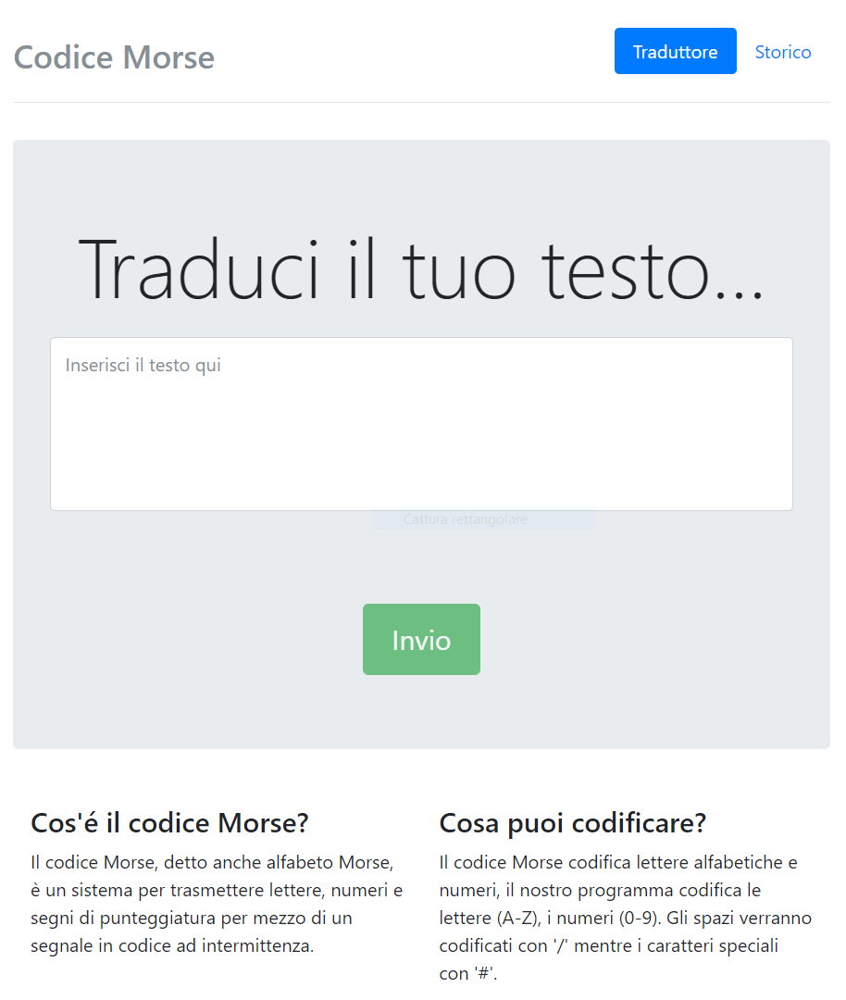 Codice Morse
Traduttore
Storico
Traduci il tuo testo...
Inserisci il testo qui
Cattura rettangolare
Invio
Cos'é il codice Morse?
Il codice Morse, detto anche alfabeto Morse,
è un sistema per trasmettere lettere, numeri e
segni di punteggiatura per mezzo di un
segnale in codice ad intermittenza.
Cosa puoi codificare?
Il codice Morse codifica lettere alfabetiche e
numeri, il nostro programma codifica le
lettere (A-Z), i numeri (0-9). Gli spazi verranno
codificati con '/' mentre i caratteri speciali
con '#'.